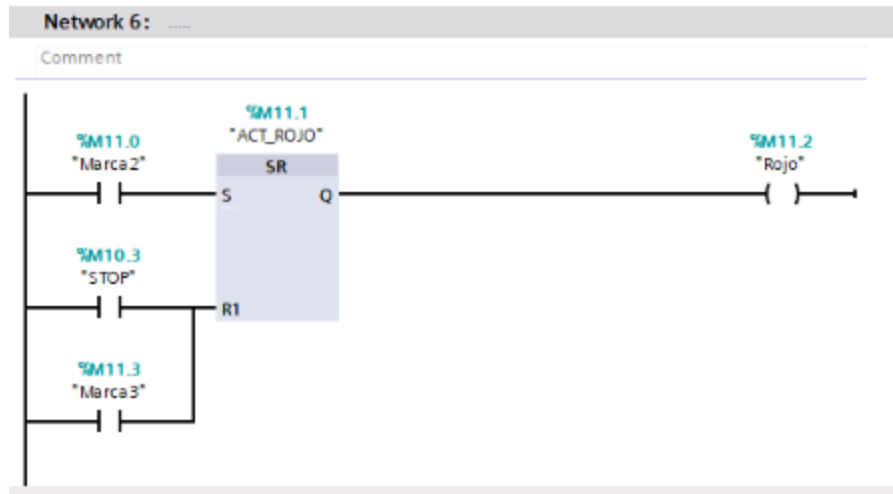 Network 6: .....
Comment
%M11.1
"ACT_ROJO"
%M11.0
"Marca2"
SR
%M11.2
"Rojo"
S
Q
%M10.3
"STOP"
R1
%M11.3
"Marca3"